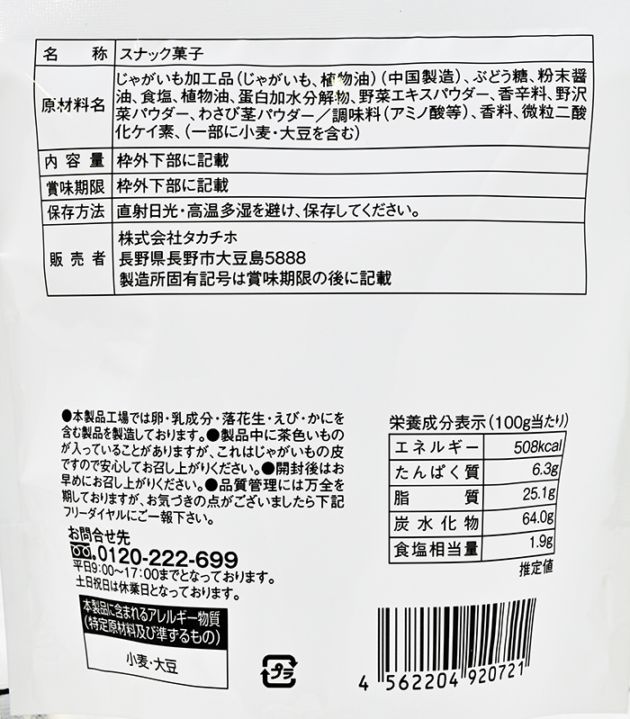 名称 スナック菓子
原材料名 じゃがいも加工品(じゃがいも、植物油)(中国製造)、ぶどう糖、粉末醤
油、食塩、植物油、蛋白加水分解物、野菜エキスパウダー、香辛料、野沢
菜パウダー、わさび茎パウダー/調味料(アミノ酸等)、香料、微粒二酸
化ケイ素、(一部に小麦・大豆を含む)
内容量 枠外下部に記載
賞味期限 枠外下部に記載
保存方法 直射日光・高温多湿を避け、保存してください。
販売者 株式会社タカチホ
長野県長野市大豆島5888
製造所固有記号は賞味期限の後に記載
●本製品工場では卵・乳成分・落花生・えび・かにを
含む製品を製造しております。●製品中に茶色いもの
が入っていることがありますが、これはじゃがいもの皮
ですので安心してお召し上がりください。●開封後はお
早めにお召し上がりください。●品質管理には万全を
期しておりますが、お気づきの点がございましたら下記
フリーダイヤルにご一報下さい。
お問合せ先
0120-222-699
平日9:00~17:00までとなっております。
土日祝日は休業日となっております。
本製品に含まれるアレルギー物質
(特定原材料及び準ずるもの)
小麦・大豆
プラ
栄養成分表示(100g当たり)
エネルギー 508kcal
たんぱく質 6.3g
脂質 25.1g
炭水化物 64.0g
食塩相当量 1.9g
推定値
4 562204 920721